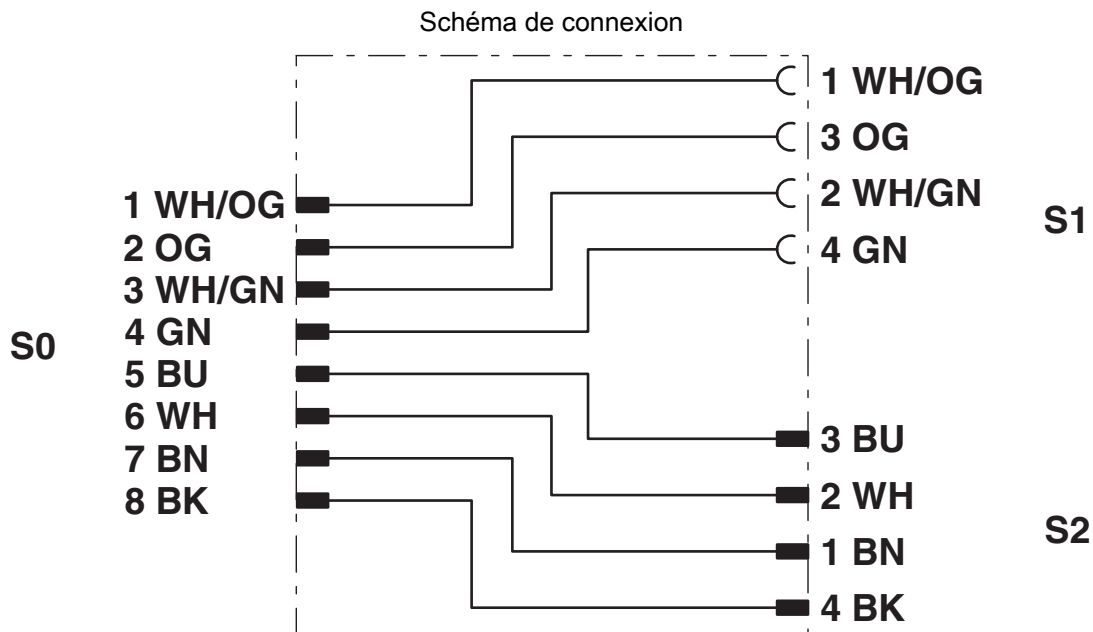 Schéma de connexion
S0
1 WH/OG
2 OG
3 WH/GN
4 GN
5 BU
6 WH
7 BN
8 BK
1 WH/OG
3 OG
2 WH/GN
4 GN
S1
3 BU
2 WH
1 BN
4 BK
S2